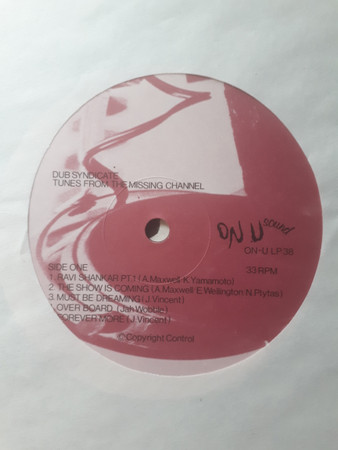 DUB SYNDICATE
TUNES FROM THE MISSING CHANNEL
ON U Sound
ON-U LP38
SIDE ONE
33 RPM
1. RAVI SHANKAR PT.1 (A.Maxwell-K.Yamamoto)
2. THE SHOW IS COMING (A.Maxwell-E.Wellington-N.Plytas)
3. MUST BE DREAMING (J Vincent)
OVER BOARD (Jah Wobble)
FOREVER MORE (J Vincent)
© Copyright Control